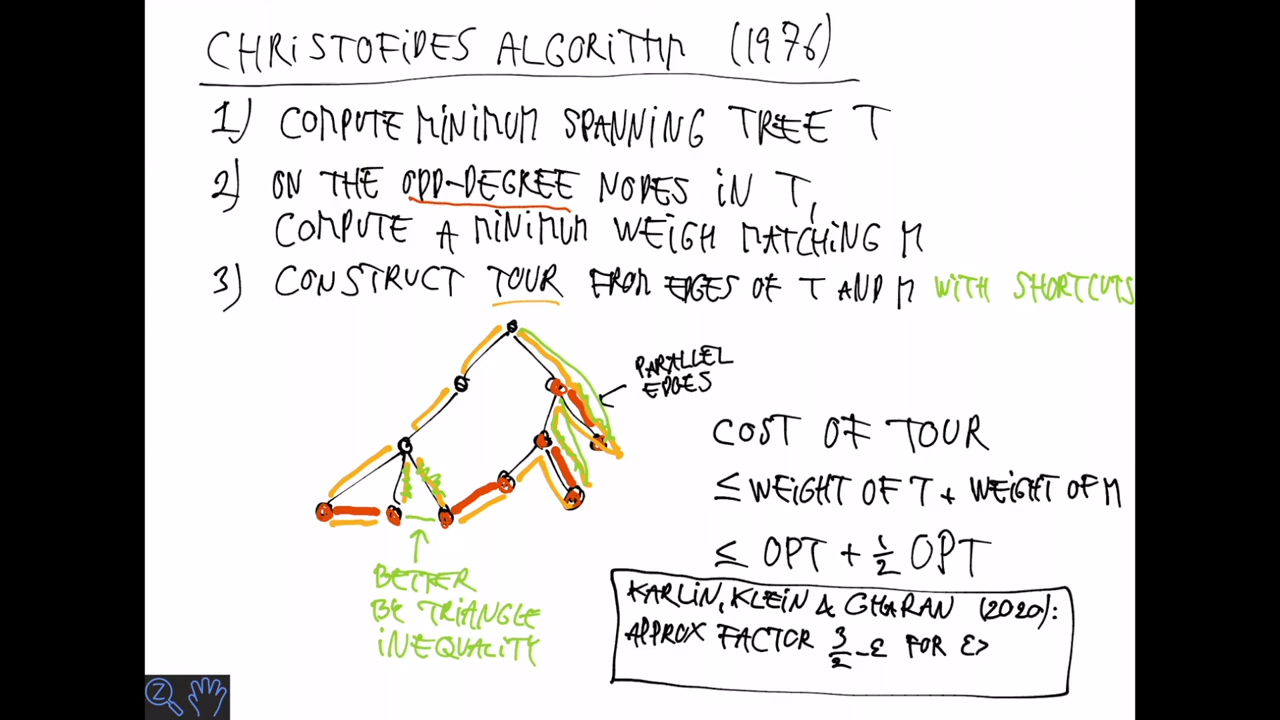 CHRISTOFIDES ALGORITHM (1976)
1) COMPUTE MINIMUM SPANNING TREE T
2) ON THE ODD-DEGREE NODES IN T,
COMPUTE A MINIMUM WEIGH MATCHING M
3) CONSTRUCT TOUR FROM EDGES OF T AND M WITH SHORTCUTS
PARALLEL
EDGES
COST OF TOUR
≤ WEIGHT OF T + WEIGHT OF M
≤ OPT + 1/2 OPT
BETTER
BY TRIANGLE
INEQUALITY
KARLIN, KLEIN & GHARAN (2020):
APPROX FACTOR 3/2 - ε FOR ε>
Z